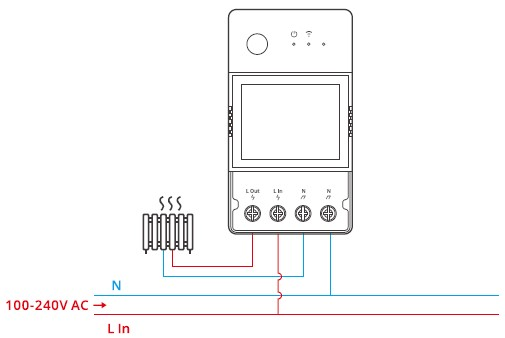 L Out L In N N
N
100-240V AC
L In